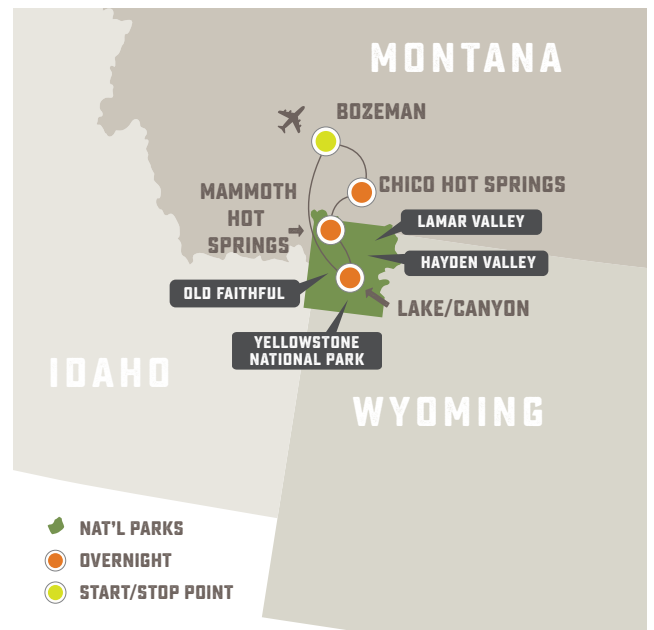 MONTANA
BOZEMAN
CHICO HOT SPRINGS
MAMMOTH
HOT
SPRINGS
LAMAR VALLEY
HAYDEN VALLEY
OLD FAITHFUL
LAKE/CANYON
YELLOWSTONE
NATIONAL PARK
IDAHO
WYOMING
NAT'L PARKS
OVERNIGHT
START/STOP POINT